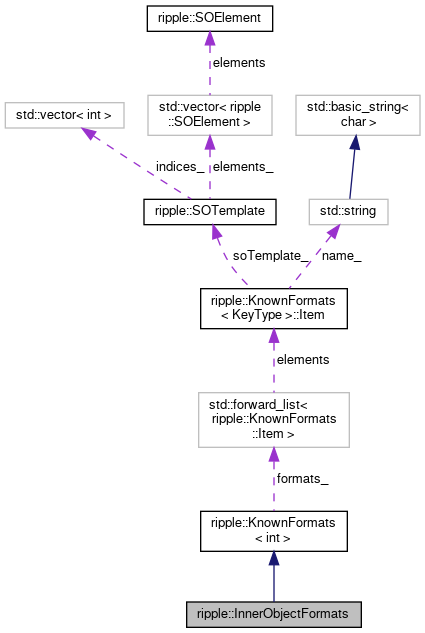 ripple::SOElement
elements
std::vector< int >
std::vector< ripple
::SOElement >
std::basic_string<
char >
indices_
elements_
ripple::SOTemplate
std::string
soTemplate_
name_
ripple::KnownFormats
< KeyType >::Item
elements
std::forward_list<
ripple::KnownFormats
::Item >
formats_
ripple::KnownFormats
< int >
ripple::InnerObjectFormats